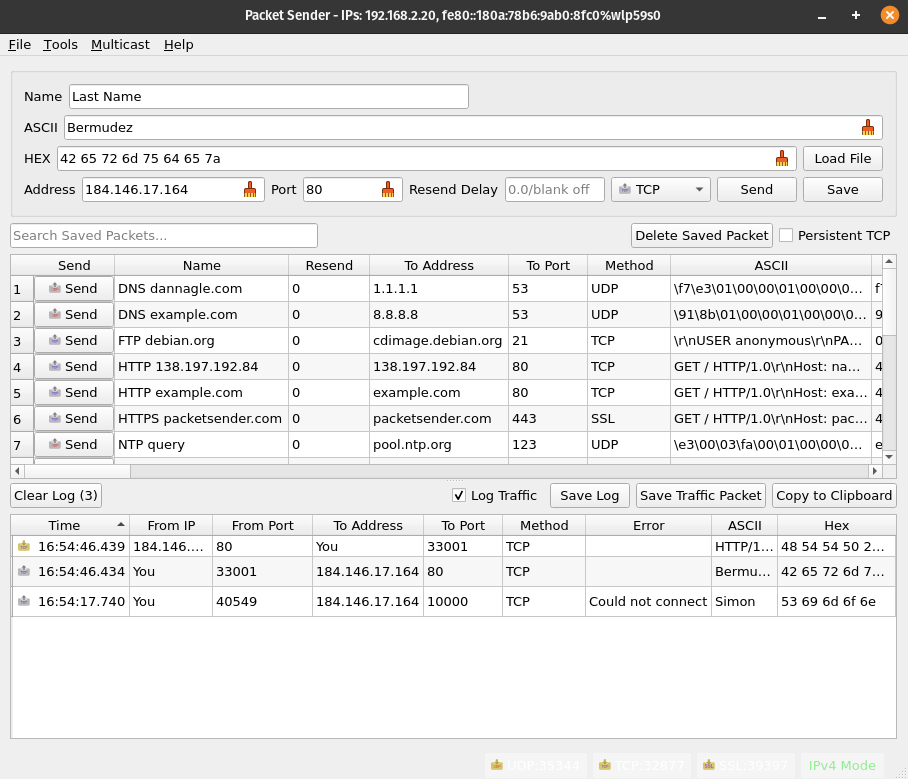 Packet Sender - IPs: 192.168.2.20, fe80::180a:78b6:9ab0:8fc0%wlp59s0
File Tools Multicast Help
Name Last Name
ASCII Bermudez
HEX 42 65 72 6d 75 64 65 7a Load File
Address 184.146.17.164 Port 80 Resend Delay 0.0/blank off TCP Send Save
Search Saved Packets... Delete Saved Packet Persistent TCP
Send Name Resend To Address To Port Method ASCII
1 Send DNS dannagle.com 0 1.1.1.1 53 UDP \f7\e3\01\00\00\01\00\00\0... f
2 Send DNS example.com 0 8.8.8.8 53 UDP \91\8b\01\00\00\01\00\00\0... 9
3 Send FTP debian.org 0 cdimage.debian.org 21 TCP \r\nUSER anonymous\r\nPA... 0
4 Send HTTP 138.197.192.84 0 138.197.192.84 80 TCP GET / HTTP/1.0\r\nHost: na... 4
5 Send HTTP example.com 0 example.com 80 TCP GET / HTTP/1.0\r\nHost: exa... 4
6 Send HTTPS packetsender.com 0 packetsender.com 443 SSL GET / HTTP/1.0\r\nHost: pac... 4
7 Send NTP query 0 pool.ntp.org 123 UDP \e3\00\03\fa\00\01\00\00\0... e
Clear Log (3) Log Traffic Save Log Save Traffic Packet Copy to Clipboard
Time From IP From Port To Address To Port Method Error ASCII Hex
16:54:46.439 184.146.... 80 You 33001 TCP HTTP/1... 48 54 54 50 2...
16:54:46.434 You 33001 184.146.17.164 80 TCP Bermu... 42 65 72 6d 7...
16:54:17.740 You 40549 184.146.17.164 10000 TCP Could not connect Simon 53 69 6d 6f 6e
UDP:35344 TCP:32977 SSL:39397 IPv4 Mode